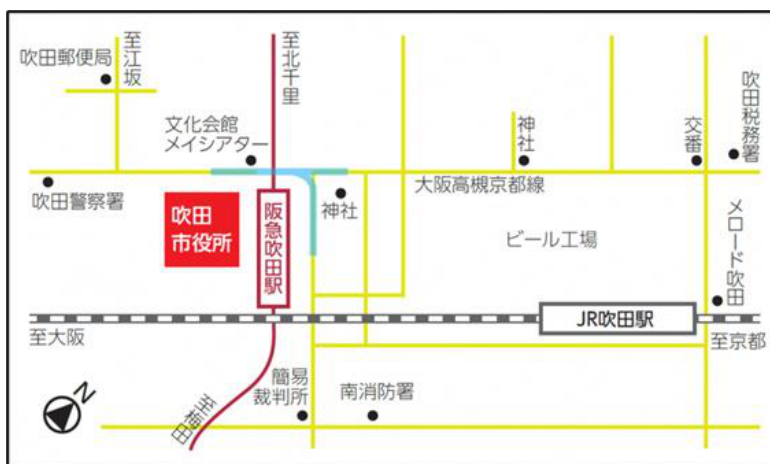 至江坂
吹田郵便局
至北千里
文化会館
メイシアター
神社
交番
吹田税務署
吹田警察署
大阪高槻京都線
神社
吹田
市役所
阪急吹田駅
ビール工場
メロード吹田
JR吹田駅
至大阪
至京都
簡易
裁判所
南消防署
至梅田
N